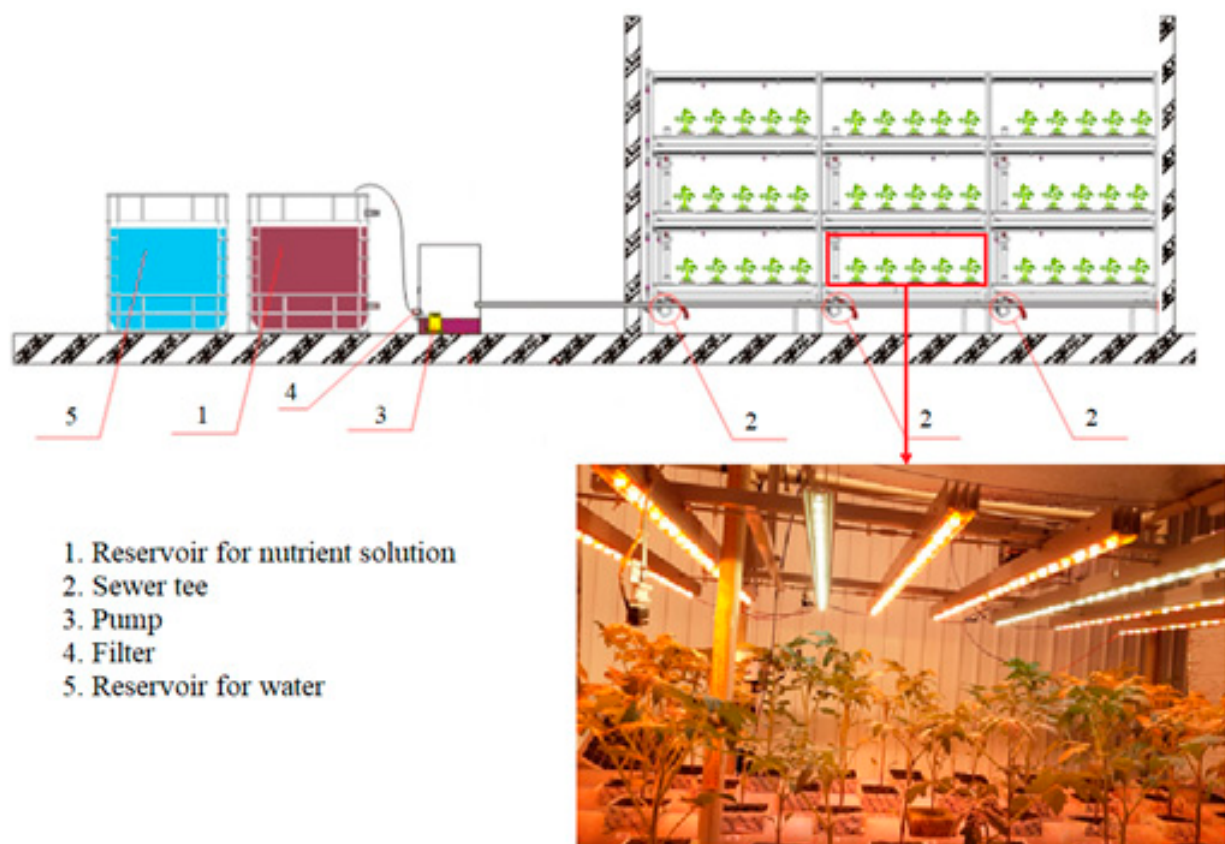 5
1
4
3
2
2
2
1. Reservoir for nutrient solution
2. Sewer tee
3. Pump
4. Filter
5. Reservoir for water